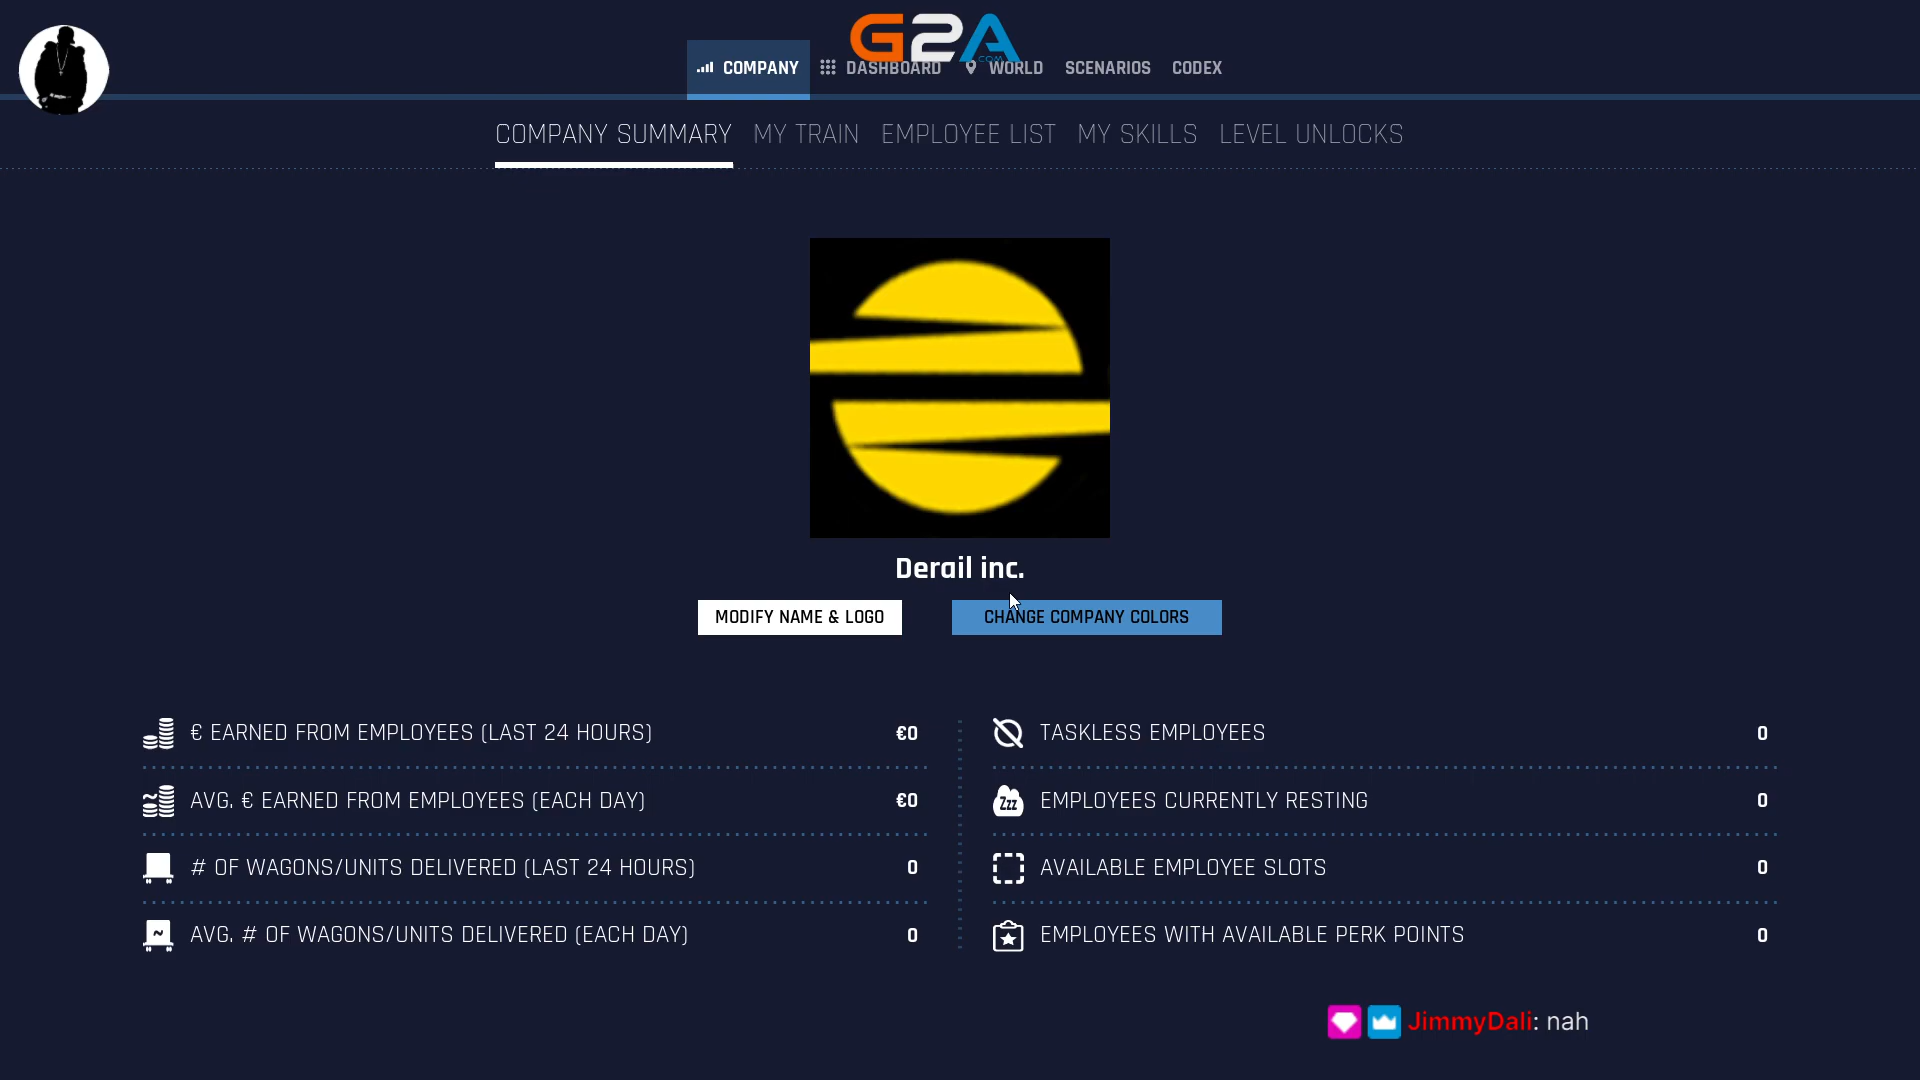 G2A
.COM
COMPANY DASHBOARD WORLD SCENARIOS CODEX
COMPANY SUMMARY MY TRAIN EMPLOYEE LIST MY SKILLS LEVEL UNLOCKS
Derail inc.
MODIFY NAME & LOGO CHANGE COMPANY COLORS
€ EARNED FROM EMPLOYEES (LAST 24 HOURS) €0
AVG. € EARNED FROM EMPLOYEES (EACH DAY) €0
# OF WAGONS/UNITS DELIVERED (LAST 24 HOURS) 0
AVG. # OF WAGONS/UNITS DELIVERED (EACH DAY) 0
TASKLESS EMPLOYEES 0
Zzz EMPLOYEES CURRENTLY RESTING 0
AVAILABLE EMPLOYEE SLOTS 0
EMPLOYEES WITH AVAILABLE PERK POINTS 0
JimmyDali: nah